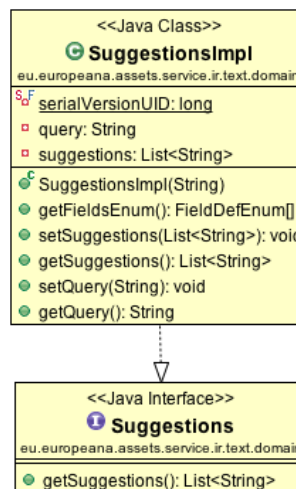 <<Java Class>>
C SuggestionsImpl
eu.europeana.assets.service.ir.text.domain
SF serialVersionUID: long
query: String
suggestions: List<String>
C SuggestionsImpl(String)
getFieldsEnum(): FieldDefEnum[]
setSuggestions(List<String>): void
getSuggestions(): List<String>
setQuery(String): void
getQuery(): String
<<Java Interface>>
I Suggestions
eu.europeana.assets.service.ir.text.domain
getSuggestions(): List<String>